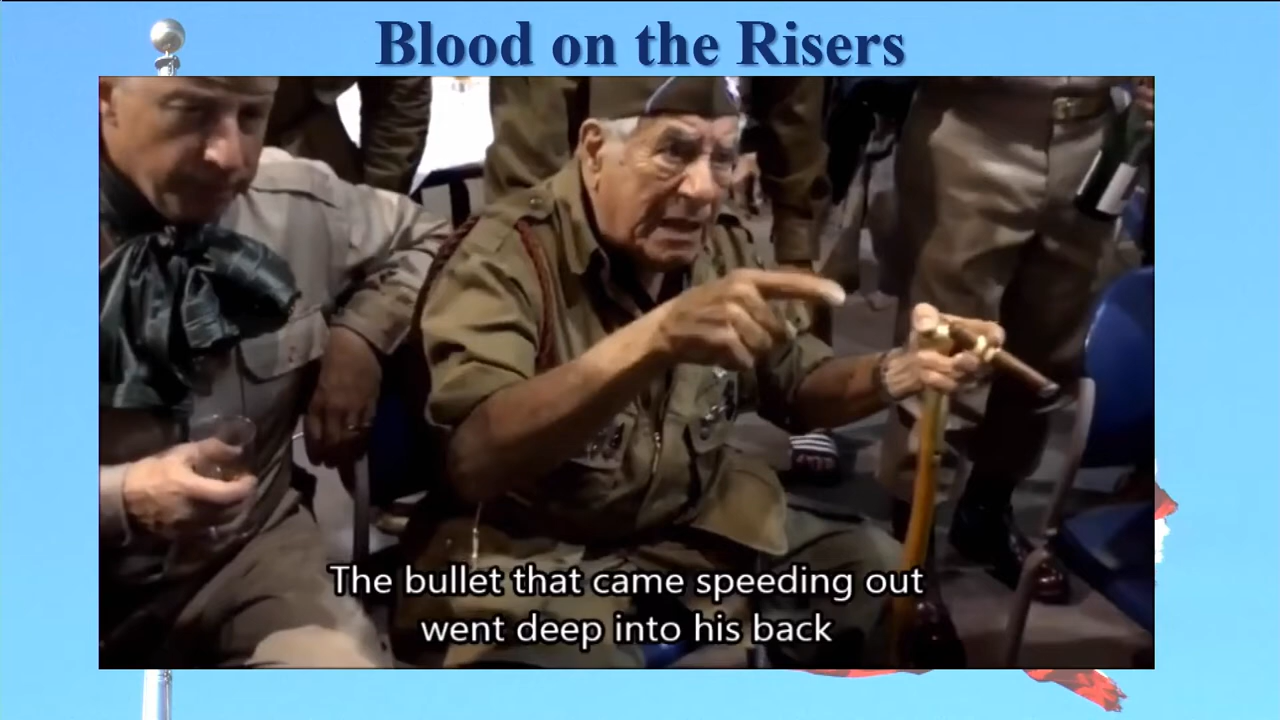 Blood on the Risers
The bullet that came speeding out
went deep into his back